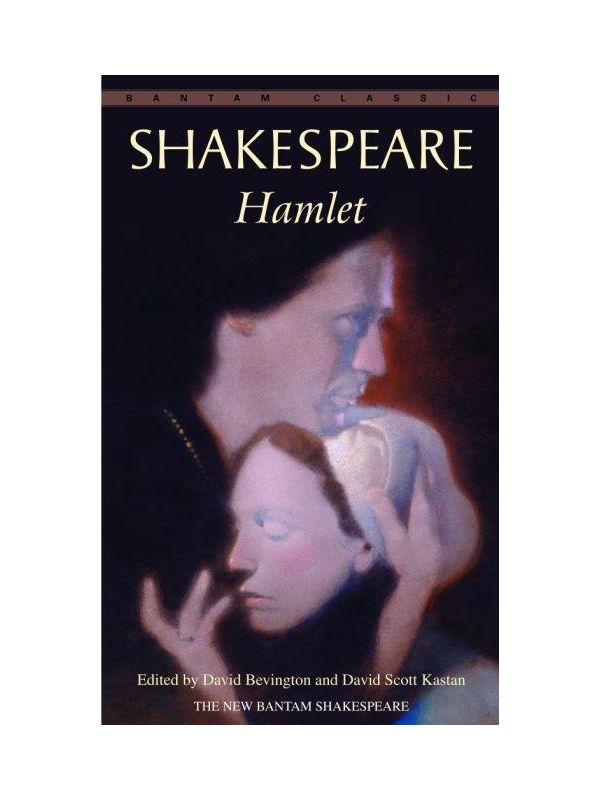 BANTAM CLASSIC
SHAKESPEARE
Hamlet
Edited by David Bevington and David Scott Kastan
THE NEW BANTAM SHAKESPEARE